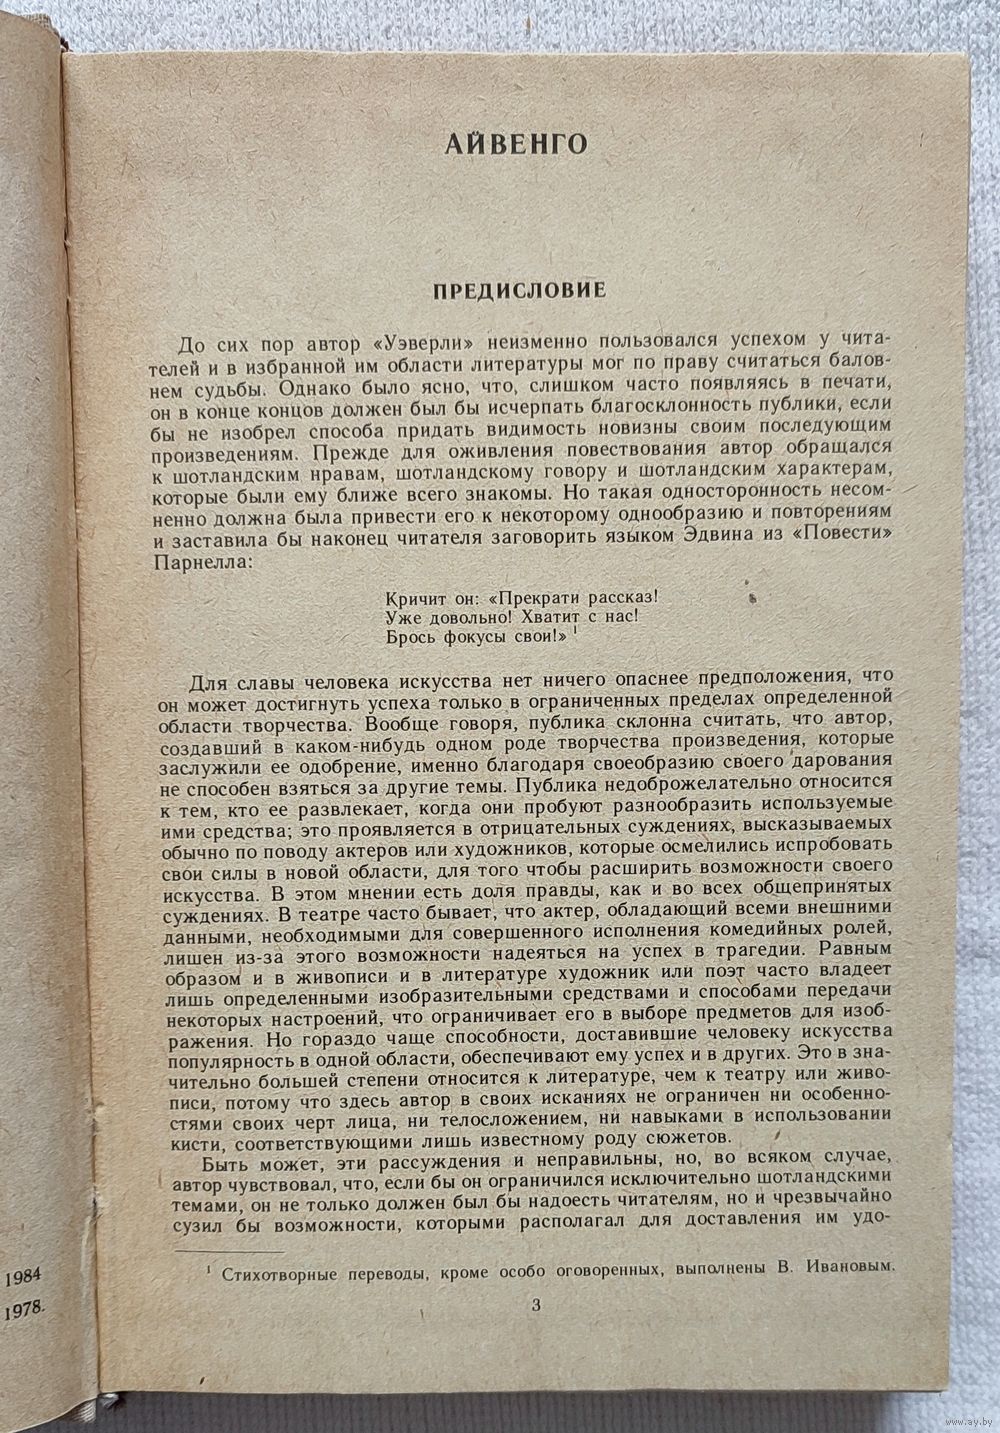 АЙВЕНГО
ПРЕДИСЛОВИЕ
До сих пор автор «Уэверли» неизменно пользовался успехом у чита-
телей и в избранной им области литературы мог по праву считаться балов-
нем судьбы. Однако было ясно, что, слишком часто появляясь в печати,
он в конце концов должен был бы исчерпать благосклонность публики, если
бы не изобрел способа придать видимость новизны своим последующим
произведениям. Прежде для оживления повествования автор обращался
к шотландским нравам, шотландскому говору и шотландским характерам,
которые были ему ближе всего знакомы. Но такая односторонность несом-
ненно должна была привести его к некоторому однообразию и повторениям
и заставила бы наконец читателя заговорить языком Эдвина из «Повести»
Парнелла:
Кричит он: «Прекрати рассказ!
Уже довольно! Хватит с нас!
Брось фокусы свои!» 1
Для славы человека искусства нет ничего опаснее предположения, что
он может достигнуть успеха только в ограниченных пределах определенной
области творчества. Вообще говоря, публика склонна считать, что автор,
создавший в каком-нибудь одном роде творчества произведения, которые
заслужили ее одобрение, именно благодаря своеобразию своего дарования
не способен взяться за другие темы. Публика недоброжелательно относится
к тем, кто ее развлекает, когда они пробуют разнообразить используемые
ими средства; это проявляется в отрицательных суждениях, высказываемых
обычно по поводу актеров или художников, которые осмелились испробовать
свои силы в новой области, для того чтобы расширить возможности своего
искусства. В этом мнении есть доля правды, как и во всех общепринятых
суждениях. В театре часто бывает, что актер, обладающий всеми внешними
данными, необходимыми для совершенного исполнения комедийных ролей,
лишен из-за этого возможности надеяться на успех в трагедии. Равным
образом и в живописи и в литературе художник или поэт часто владеет
лишь определенными изобразительными средствами и способами передачи
некоторых настроений, что ограничивает его в выборе предметов для изоб-
ражения. Но гораздо чаще способности, доставившие человеку искусства
популярность в одной области, обеспечивают ему успех и в других. Это в зна-
чительно большей степени относится к литературе, чем к театру или живо-
писи, потому что здесь автор в своих исканиях не ограничен ни особенно-
стями своих черт лица, ни телосложением, ни навыками в использовании
кисти, соответствующими лишь известному роду сюжетов.
Быть может, эти рассуждения и неправильны, но, во всяком случае,
автор чувствовал, что, если бы он ограничился исключительно шотландскими
темами, он не только должен был бы надоесть читателям, но и чрезвычайно
сузил бы возможности, которыми располагал для доставления им удо-
1 Стихотворные переводы, кроме особо оговоренных, выполнены В. Ивановым.
3
1984
1978.
www.ay.by